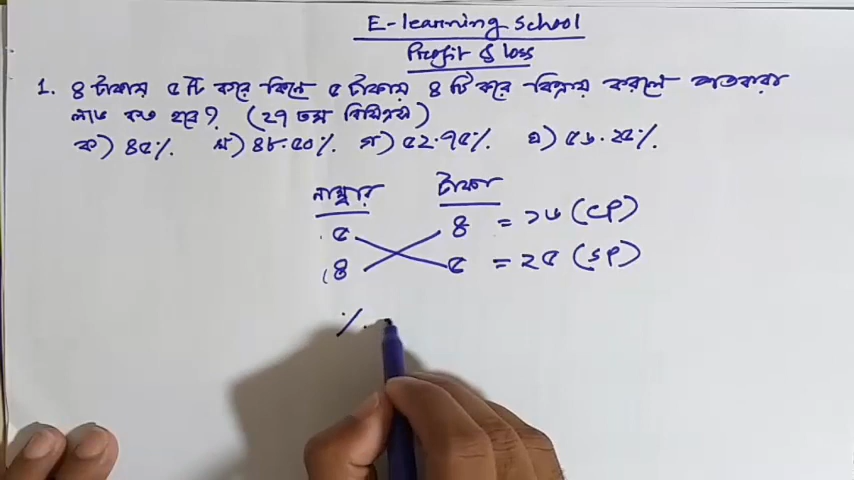 E-learning School
Profit & loss
1. ৪ টাকায় ৫ টি করে কিনে ৫ টাকায় ৪ টি করে বিক্রয় করলে শতকরা
লাভ কত হবে? (২৭ তম বিসিএস)
ক) ৪৫% খ) ৪৮.৫০% গ) ৫২.৭৫% ঘ) ৫৬.২৫%
নাম্বার টাকা
৫ ৪ = ১৬ (CP)
৪ ৫ = ২৫ (SP)
%